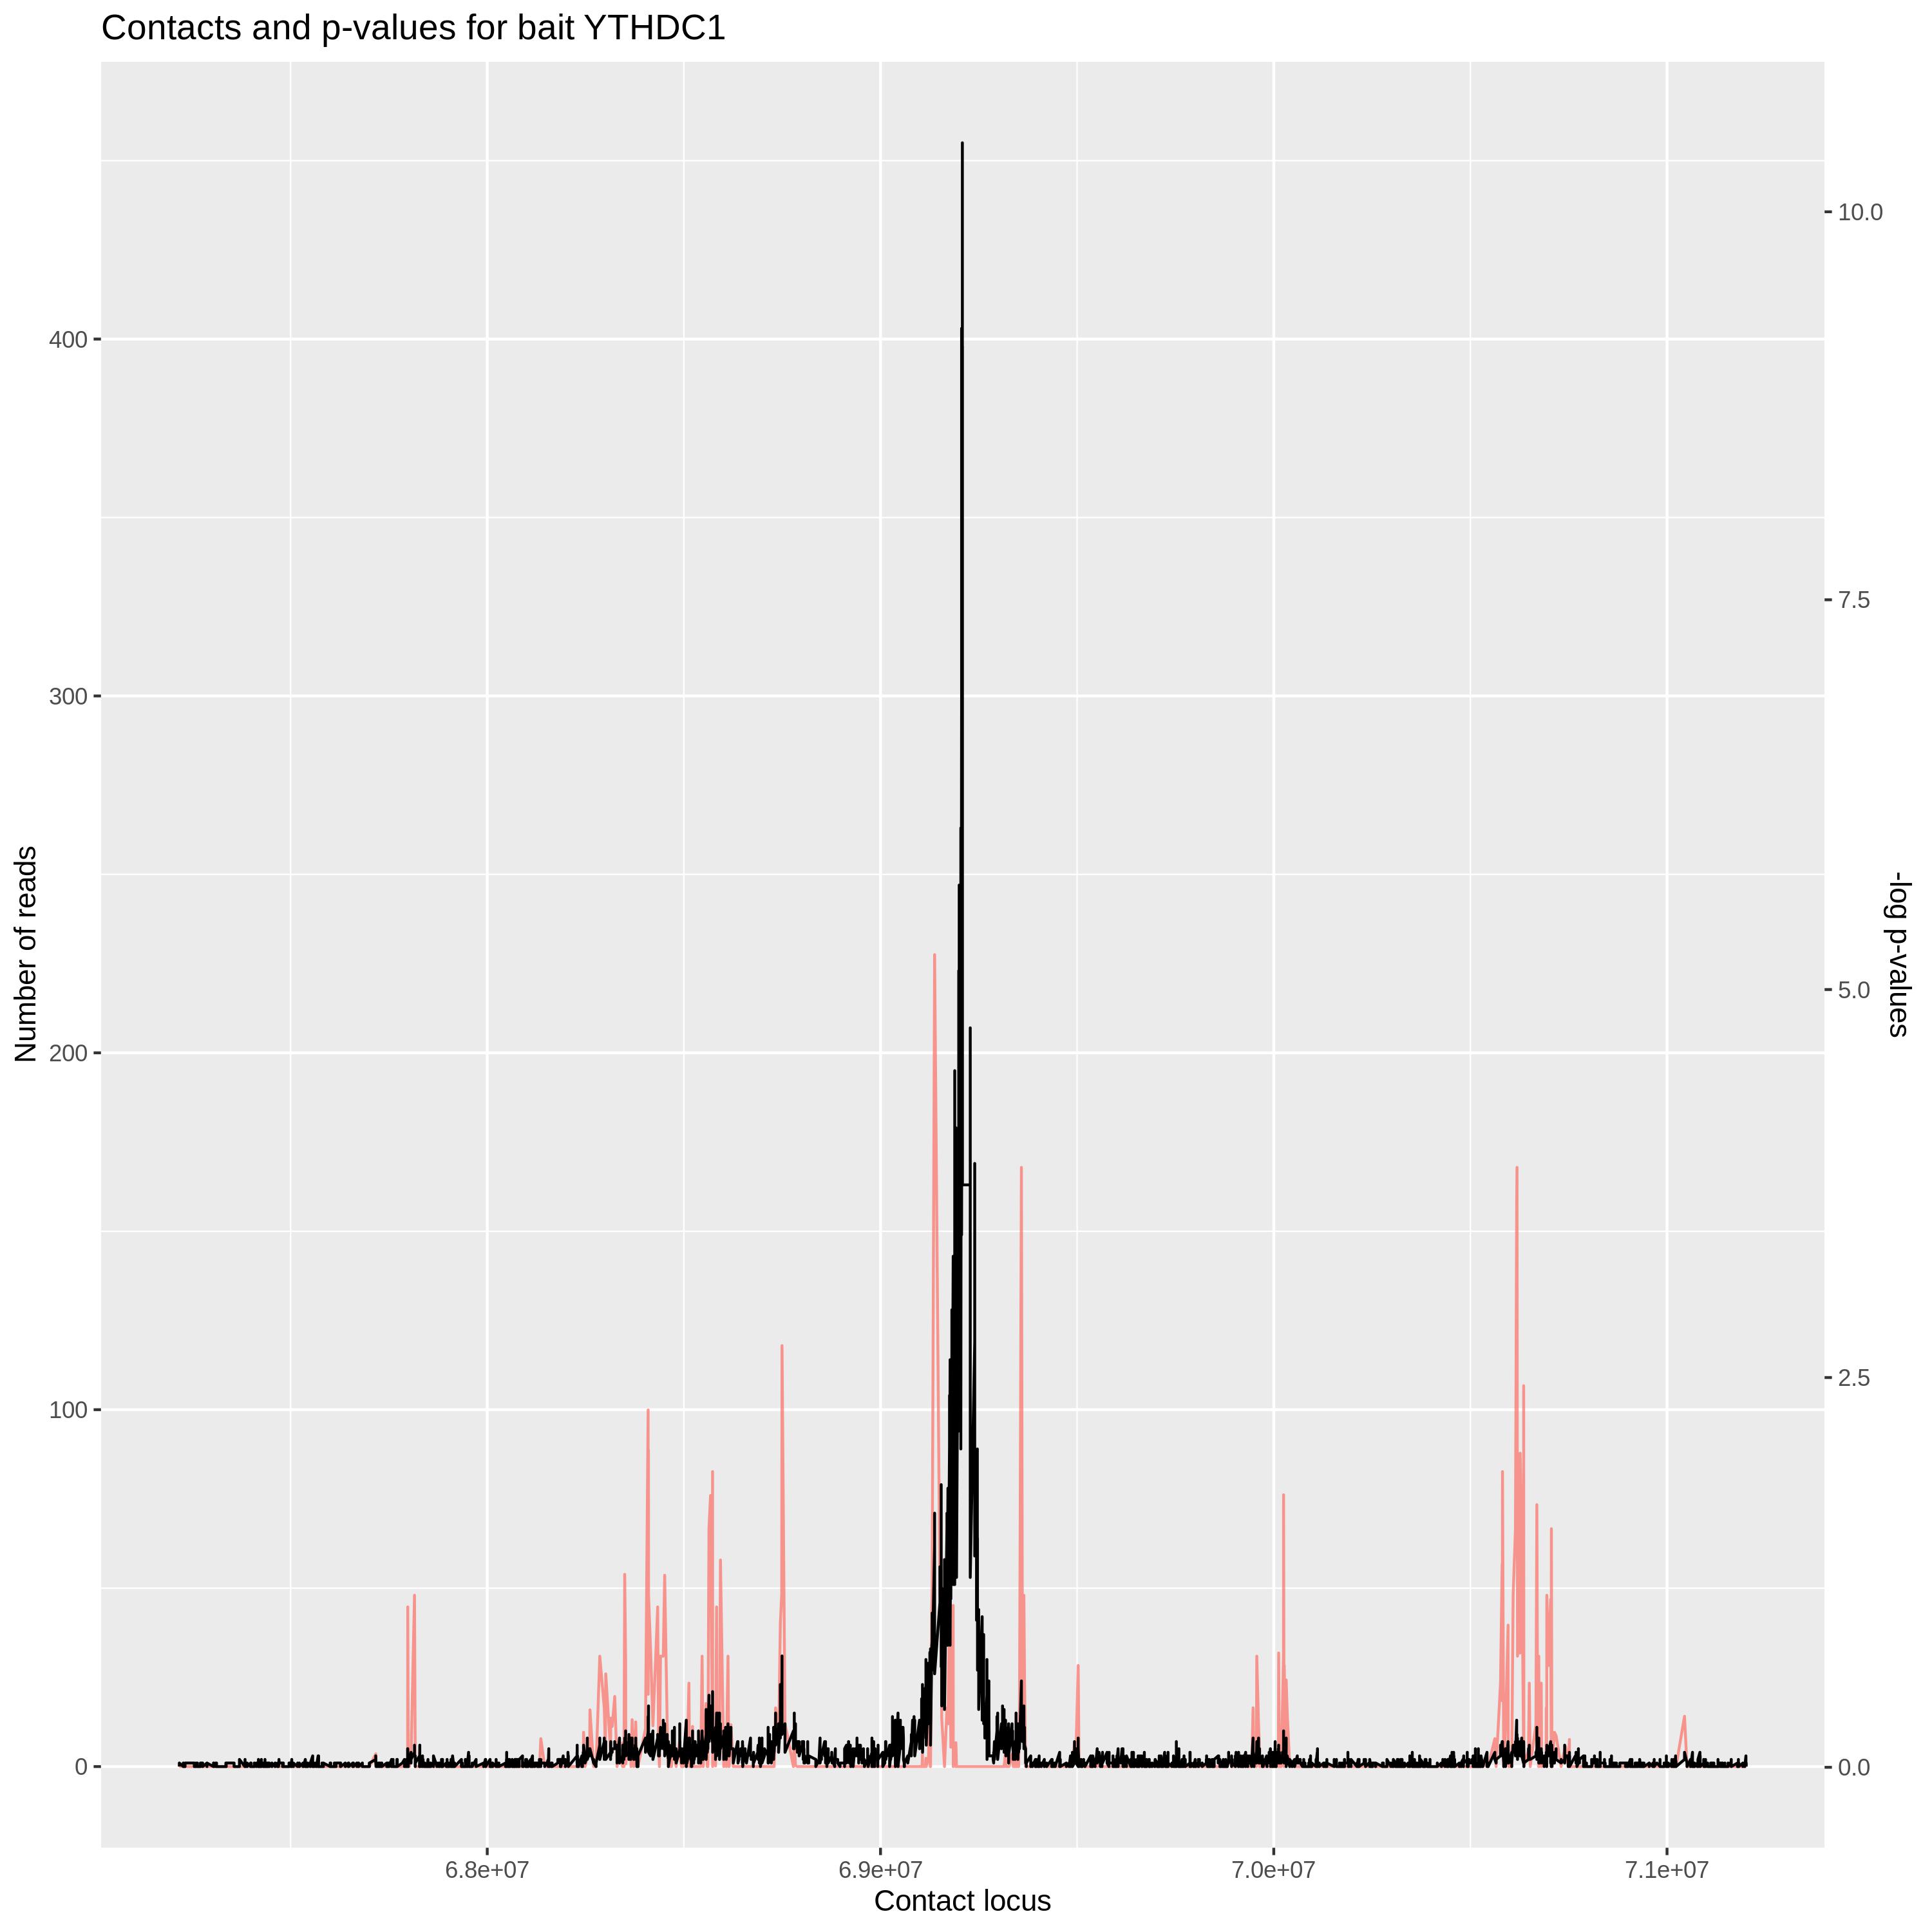 Contacts and p-values for bait YTHDC1
400
300
200
100
0
10.0
7.5
5.0
2.5
0.0
Number of reads
-log p-values
6.8e+07
6.9e+07
7.0e+07
7.1e+07
Contact locus